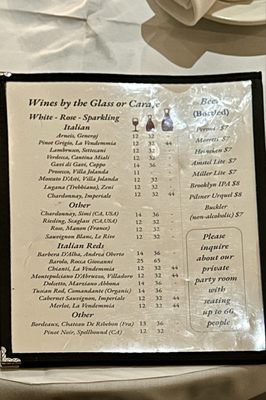 Wines by the Glass or Carafe
White - Rose - Sparkling
Italian
Arneis, Generaj 12 32
Pinot Grigio, La Vendemmia 12 32 44
Lambrusco, Settecani 12 32
Verdeca, Cantina Miali 12 32
Gavi di Gavi, Coppo 14 36
Prosecco, Villa Jolanda 11 -
Moscato D'Asti, Villa Jolanda 12 32
Lugana (Trebbiano), Zeni 12 32
Chardonnay, Imperiale 12 32 44
Other
Chardonnay, Simi (CA, USA) 14 36
Riesling, Seaglass (CA, USA) 12 32
Rose, Manon (France) 12 32
Sauvignon Blanc, Le Rive 12 32
Italian Reds
Barbera D'Alba, Andrea Oberto 14 36
Barolo, Rocca Giovanni 25 65
Chianti, La Vendemmia 12 32 44
Montepulciano D'Abruzzo, Villadoro 12 32 44
Dolcetto, Marziano Abbona 14 36
Tuscan Red, Comandante (Organic) 14 36
Cabernet Sauvignon, Imperiale 12 32 44
Merlot, La Vendemmia 12 32 44
Other
Bordeaux, Chateau De Ribebon (Fra) 13 36
Pinot Noir, Spellbound (CA) 12 32
Beer
(Bottled)
Peroni $7
Moretti $7
Heineken $7
Amstel Lite $7
Miller Lite $7
Brooklyn IPA $8
Pilsner Urquel $8
Buckler
(non-alcoholic) $7
Please
inquire
about our
private
party room
with
seating
up to 60
people